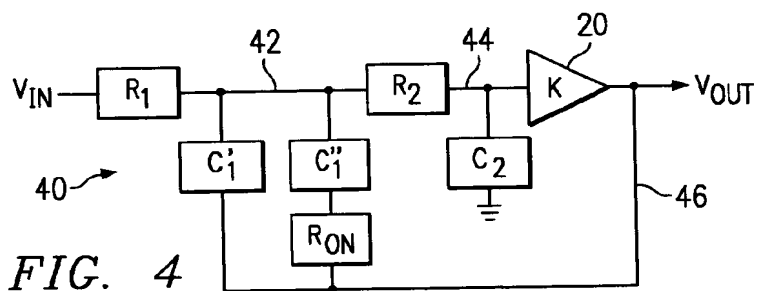 42
44
20
V_IN
R_1
R_2
K
V_OUT
C'_1
C''_1
C_2
40
46
R_ON
FIG. 4